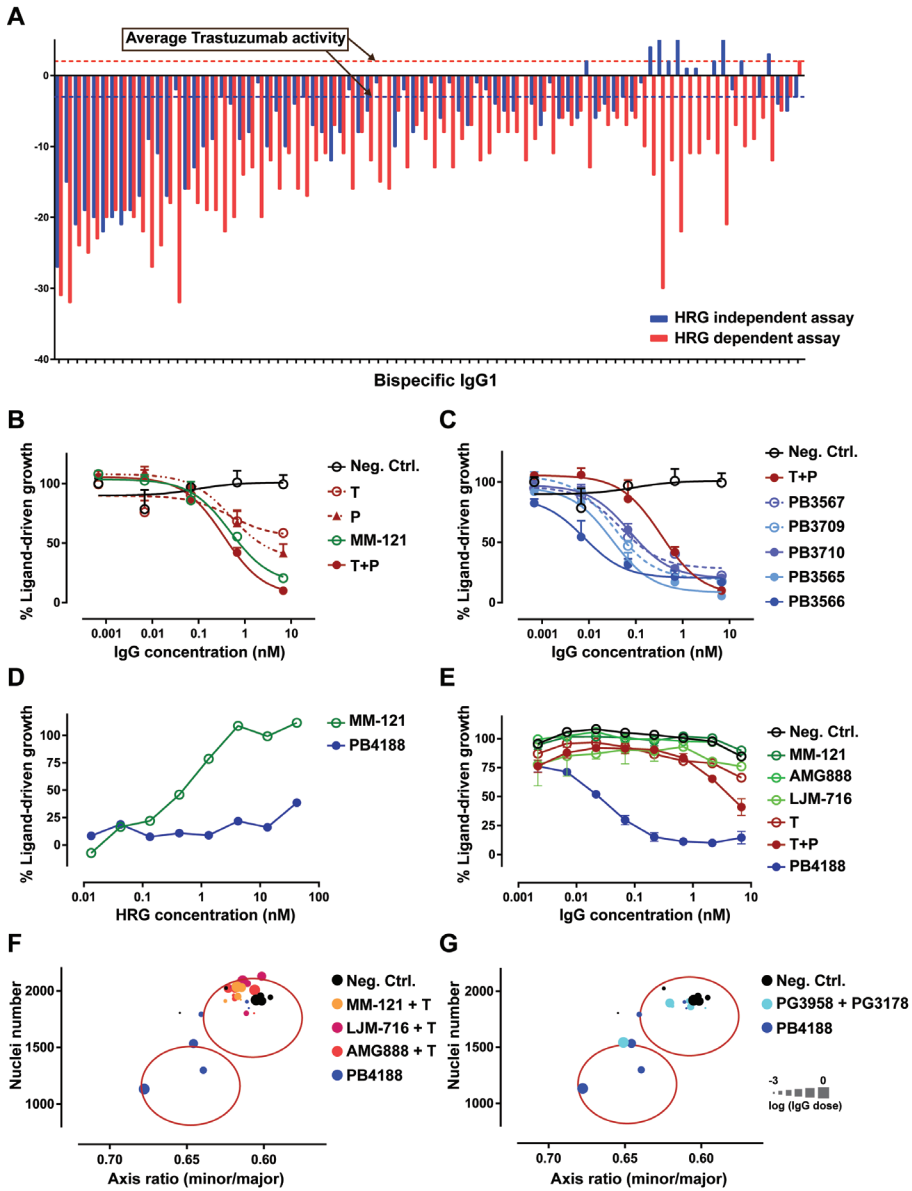 A
Average Trastuzumab activity
0
-10
-20
-30
-40
HRG independent assay
HRG dependent assay
Bispecific IgG1
B
% Ligand-driven growth
100
50
0
0.001 0.01 0.1 1 10
IgG concentration (nM)
Neg. Ctrl.
T
P
MM-121
T+P
C
% Ligand-driven growth
100
50
0
0.001 0.01 0.1 1 10
IgG concentration (nM)
Neg. Ctrl.
T+P
PB3567
PB3709
PB3710
PB3565
PB3566
D
% Ligand-driven growth
100
75
50
25
0
0.01 0.1 1 10 100
HRG concentration (nM)
MM-121
PB4188
E
% Ligand-driven growth
100
75
50
25
0
0.001 0.01 0.1 1 10
IgG concentration (nM)
Neg. Ctrl.
MM-121
AMG888
LJM-716
T
T+P
PB4188
F
Nuclei number
2000
1500
1000
0.70 0.65 0.60
Axis ratio (minor/major)
Neg. Ctrl.
MM-121 + T
LJM-716 + T
AMG888 + T
PB4188
G
Nuclei number
2000
1500
1000
0.70 0.65 0.60
Axis ratio (minor/major)
Neg. Ctrl.
PG3958 + PG3178
PB4188
-3 0
log (IgG dose)